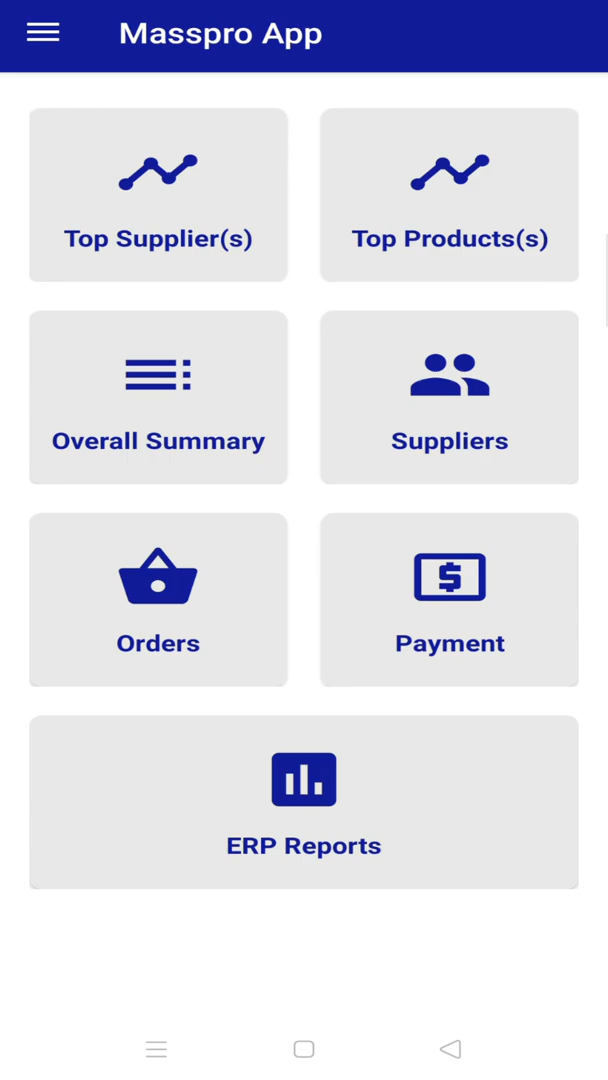 Masspro App
Top Supplier(s)
Top Products(s)
Overall Summary
Suppliers
Orders
Payment
ERP Reports